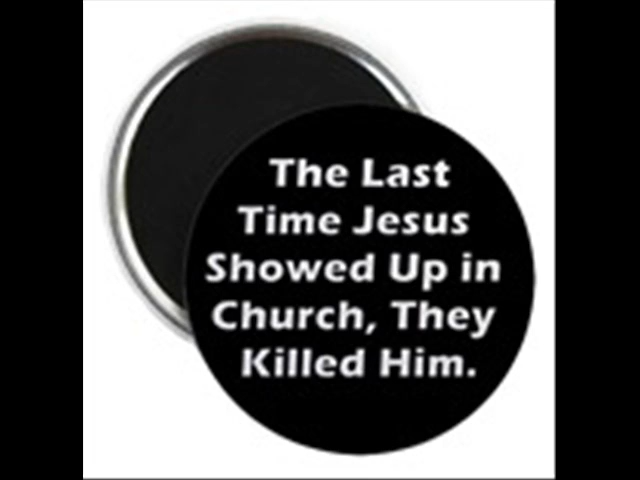 The Last
Time Jesus
Showed Up in
Church, They
Killed Him.